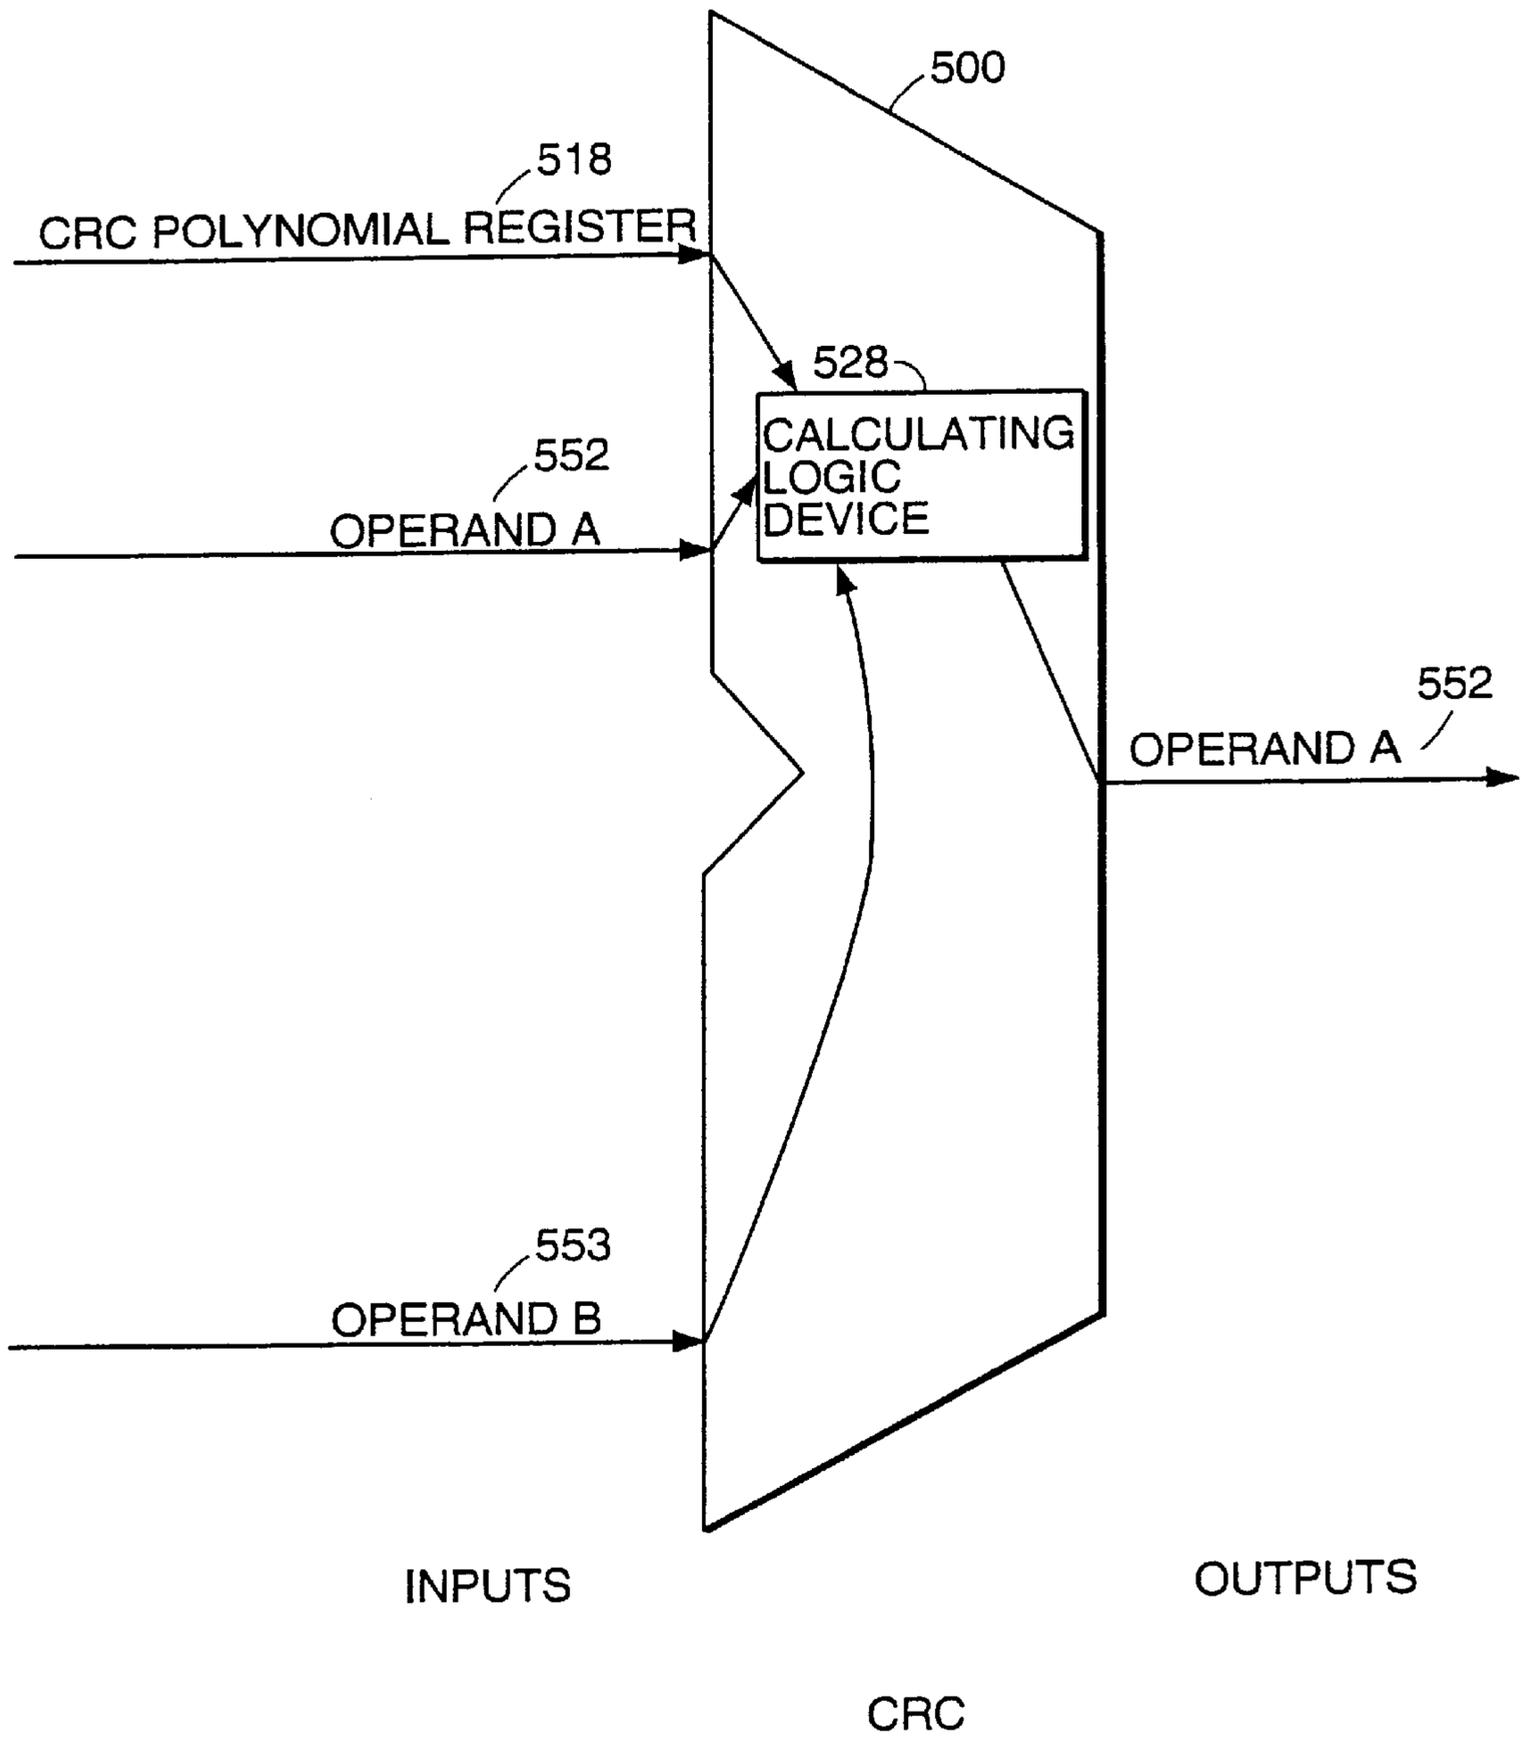 500
518
CRC POLYNOMIAL REGISTER
528
CALCULATING
LOGIC
DEVICE
552
OPERAND A
552
OPERAND A
553
OPERAND B
INPUTS
OUTPUTS
CRC